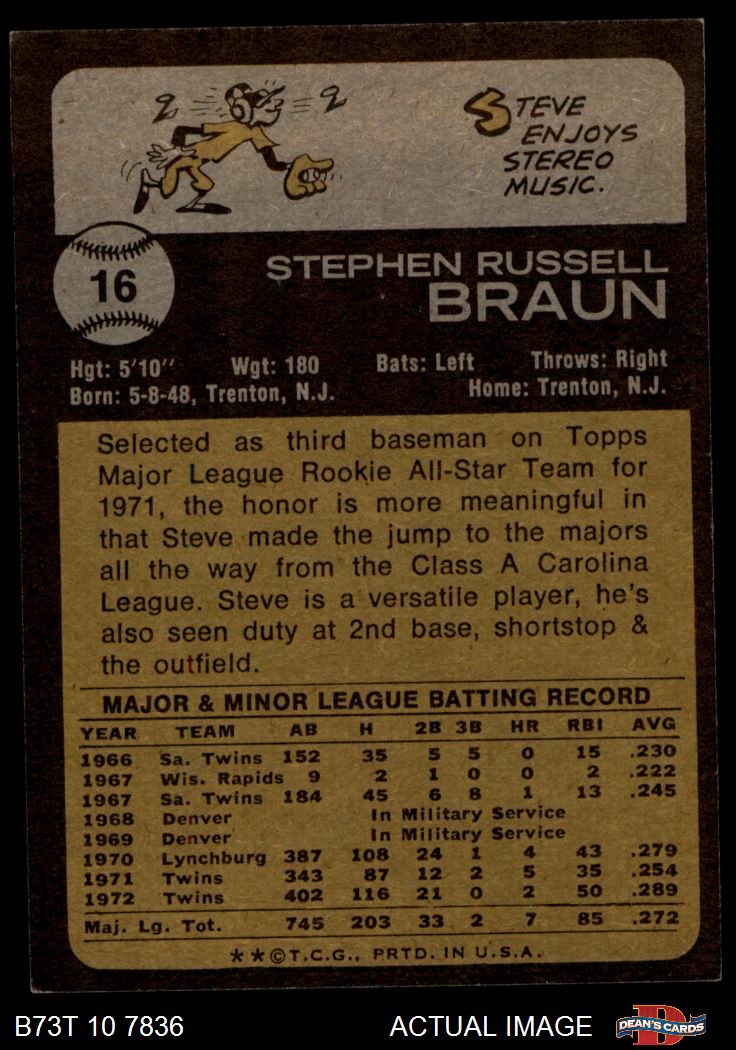 STEVE
ENJOYS
STEREO
MUSIC.
16
STEPHEN RUSSELL
BRAUN
Hgt: 5'10" Wgt: 180 Bats: Left Throws: Right
Born: 5-8-48, Trenton, N.J. Home: Trenton, N.J.
Selected as third baseman on Topps
Major League Rookie All-Star Team for
1971, the honor is more meaningful in
that Steve made the jump to the majors
all the way from the Class A Carolina
League. Steve is a versatile player, he's
also seen duty at 2nd base, shortstop &
the outfield.
MAJOR & MINOR LEAGUE BATTING RECORD
YEAR TEAM AB H 2B 3B HR RBI AVG
1966 Sa. Twins 152 35 5 5 0 15 .230
1967 Wis. Rapids 9 2 1 0 0 2 .222
1967 Sa. Twins 184 45 6 8 1 13 .245
1968 Denver In Military Service
1969 Denver In Military Service
1970 Lynchburg 387 108 24 1 4 43 .279
1971 Twins 343 87 12 2 5 35 .254
1972 Twins 402 116 21 0 2 50 .289
Maj. Lg. Tot. 745 203 33 2 7 85 .272
**©T.C.G., PRTD. IN U.S.A.
B73T 10 7836 ACTUAL IMAGE D DEAN'S CARDS